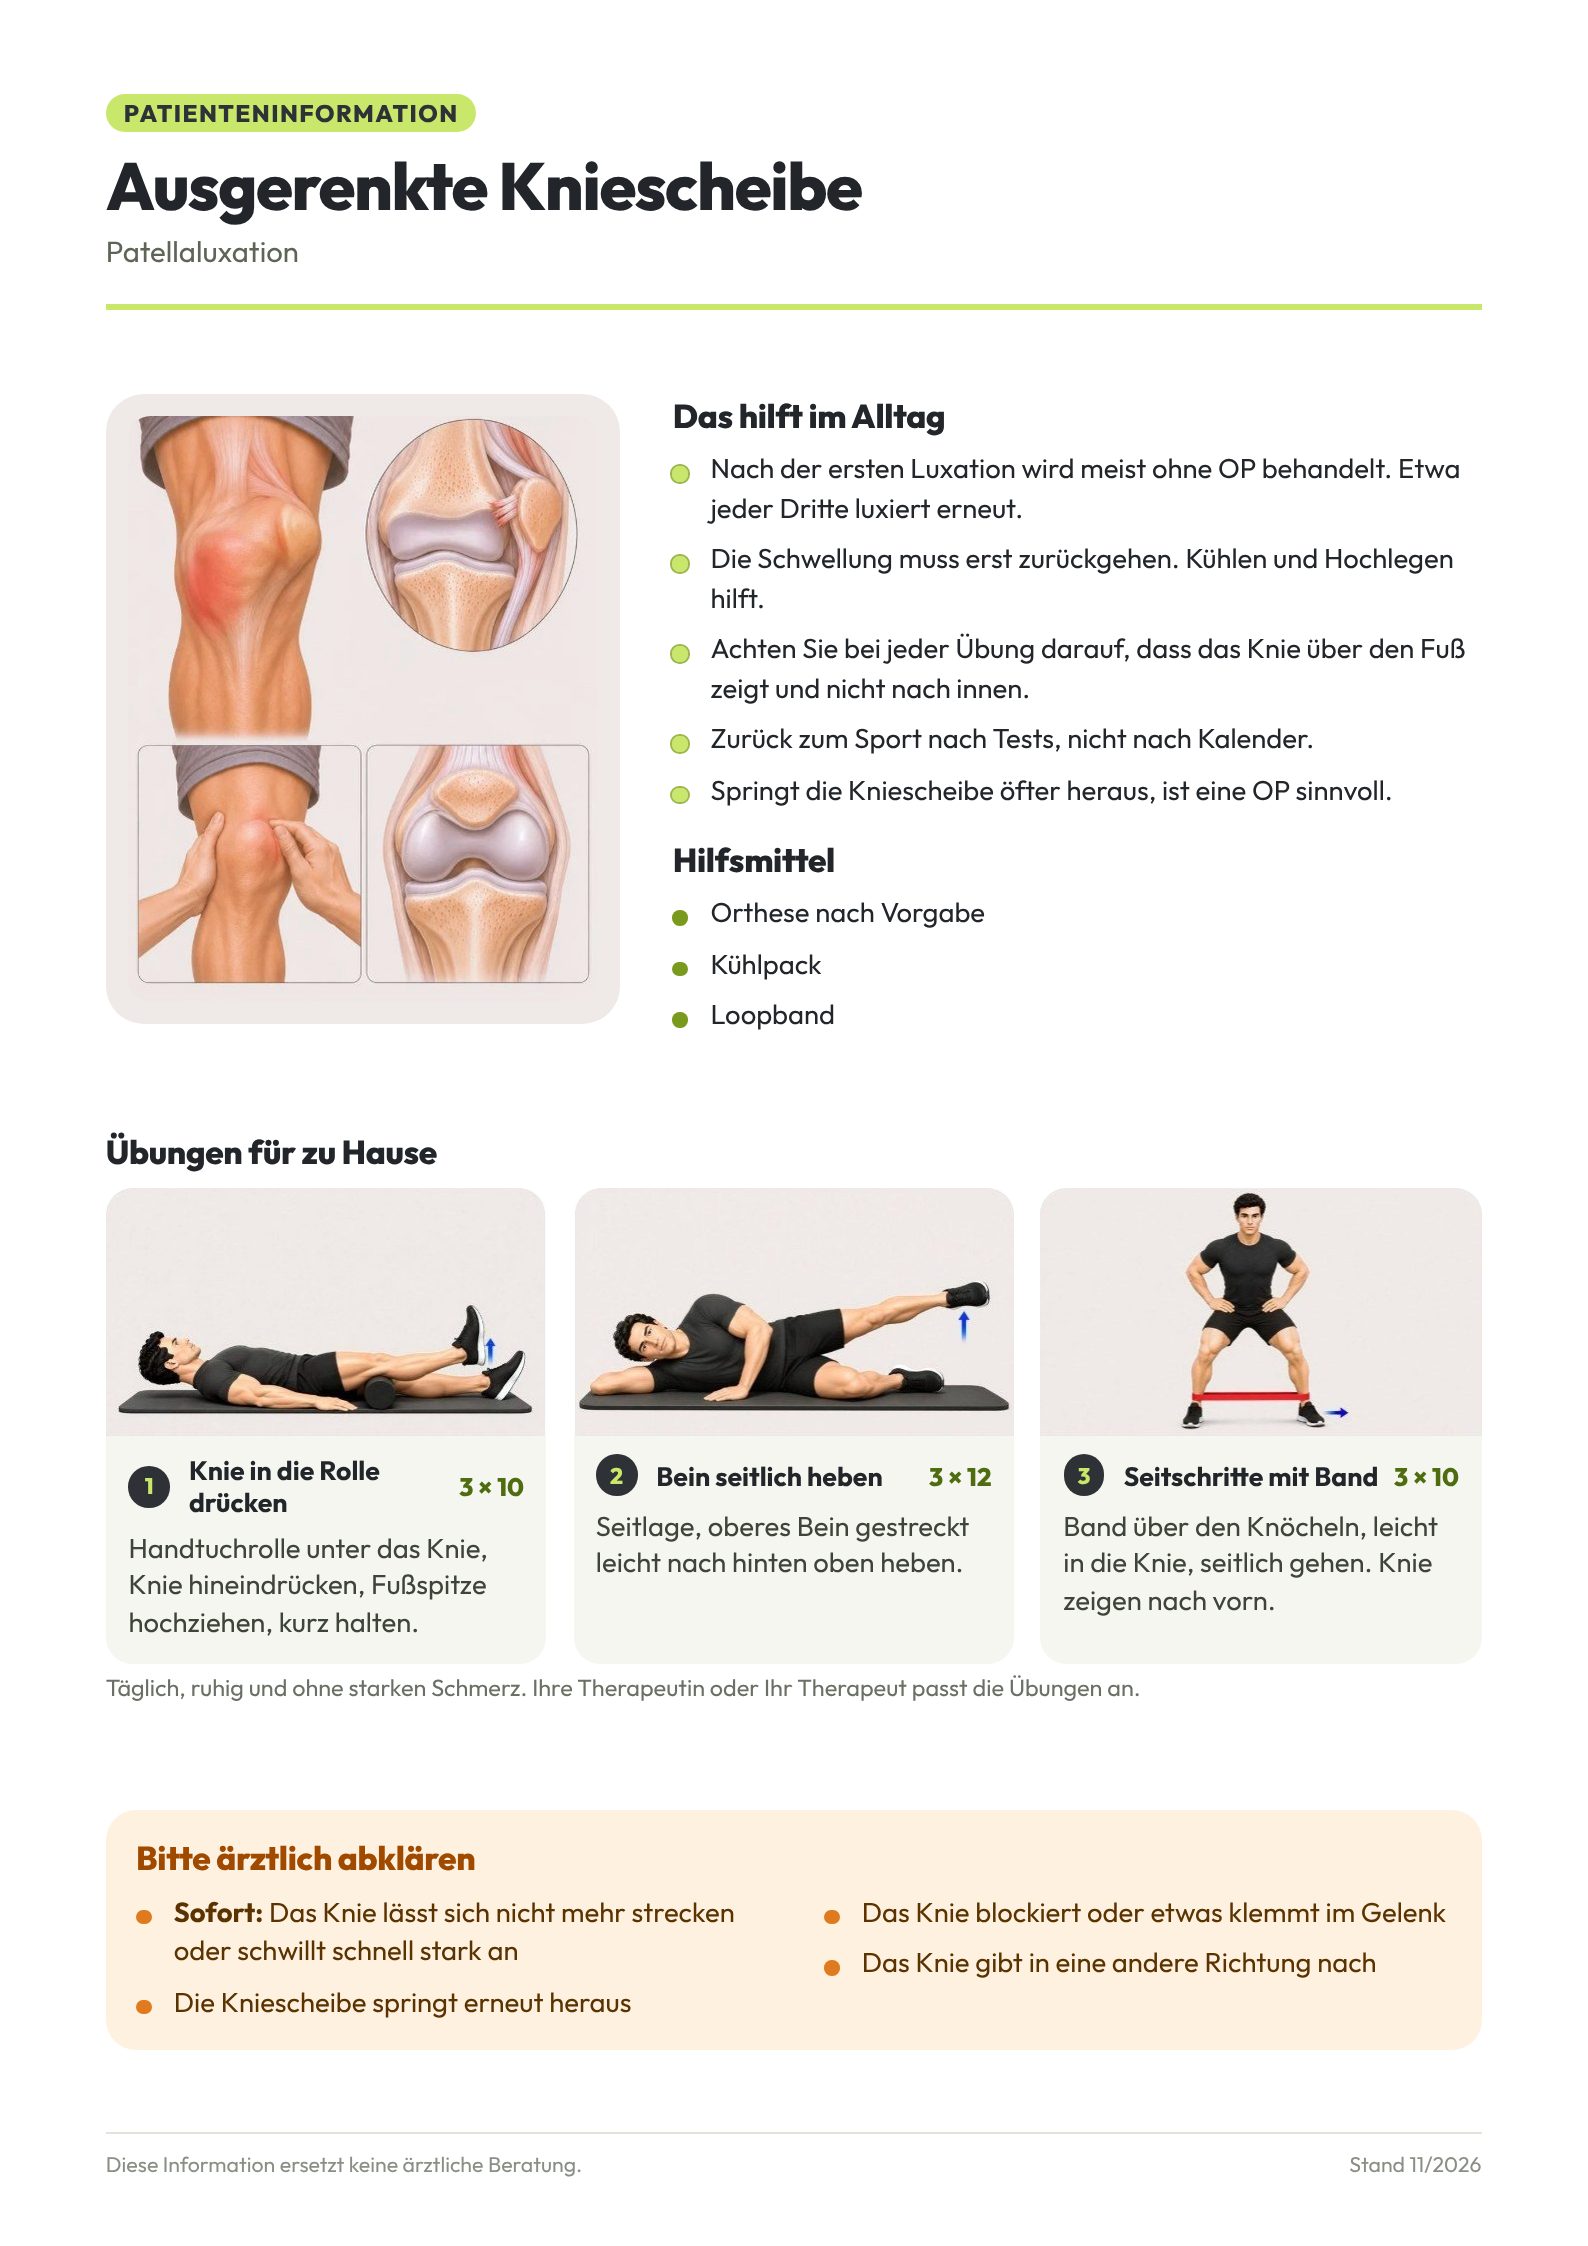 PATIENTENINFORMATION
Ausgerenkte Kniescheibe
Patellaluxation
Das hilft im Alltag
Nach der ersten Luxation wird meist ohne OP behandelt. Etwa
jeder Dritte luxiert erneut.
Die Schwellung muss erst zurückgehen. Kühlen und Hochlegen
hilft.
Achten Sie bei jeder Übung darauf, dass das Knie über den Fuß
zeigt und nicht nach innen.
Zurück zum Sport nach Tests, nicht nach Kalender.
Springt die Kniescheibe öfter heraus, ist eine OP sinnvoll.
Hilfsmittel
Orthese nach Vorgabe
Kühlpack
Loopband
Übungen für zu Hause
1 Knie in die Rolle
drücken
3 × 10
Handtuchrolle unter das Knie,
Knie hineindrücken, Fußspitze
hochziehen, kurz halten.
2 Bein seitlich heben 3 × 12
Seitlage, oberes Bein gestreckt
leicht nach hinten oben heben.
3 Seitschritte mit Band 3 × 10
Band über den Knöcheln, leicht
in die Knie, seitlich gehen. Knie
zeigen nach vorn.
Täglich, ruhig und ohne starken Schmerz. Ihre Therapeutin oder Ihr Therapeut passt die Übungen an.
Bitte ärztlich abklären
Sofort: Das Knie lässt sich nicht mehr strecken
oder schwillt schnell stark an
Die Kniescheibe springt erneut heraus
Das Knie blockiert oder etwas klemmt im Gelenk
Das Knie gibt in eine andere Richtung nach
Diese Information ersetzt keine ärztliche Beratung.
Stand 11/2026